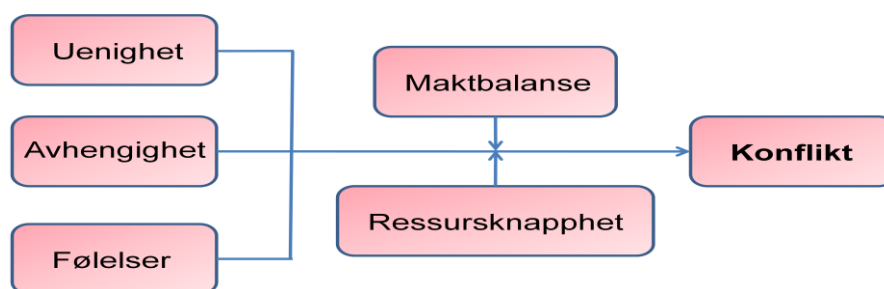 Uenighet
Avhengighet
Følelser
Maktbalanse
Ressursknapphet
Konflikt